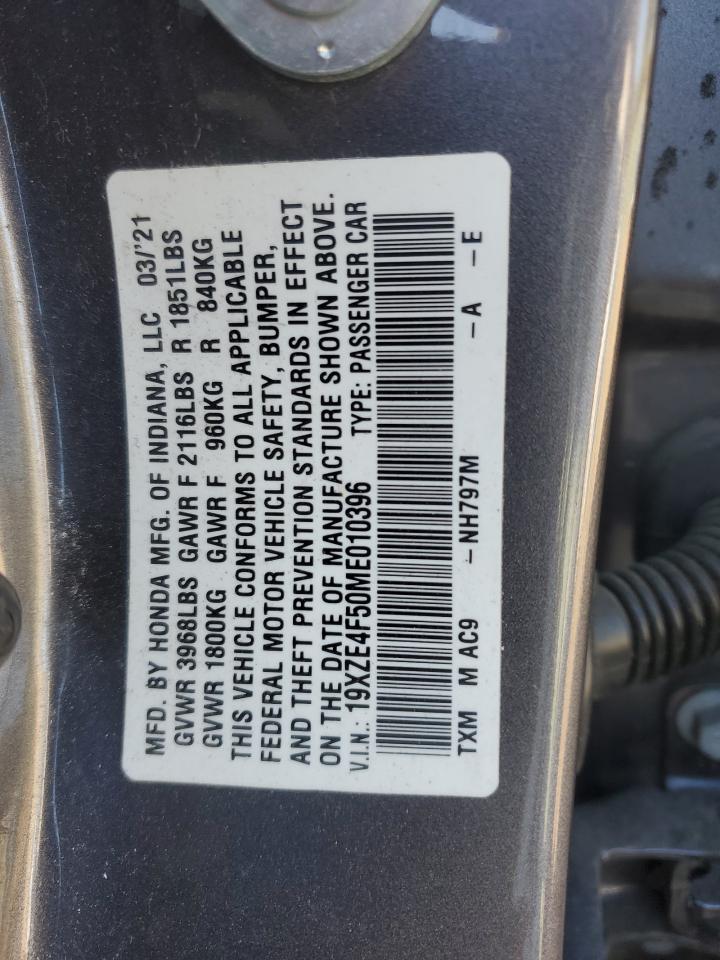 MFD. BY HONDA MFG. OF INDIANA, LLC 03/'21
GVWR 3968LBS GAWR F 2116LBS R 1851LBS
GVWR 1800KG GAWR F 960KG R 840KG
THIS VEHICLE CONFORMS TO ALL APPLICABLE
FEDERAL MOTOR VEHICLE SAFETY, BUMPER,
AND THEFT PREVENTION STANDARDS IN EFFECT
ON THE DATE OF MANUFACTURE SHOWN ABOVE.
V.I.N.: 19XZE4F50ME010396 TYPE: PASSENGER CAR
TXM M AC9 -NH797M -A -E